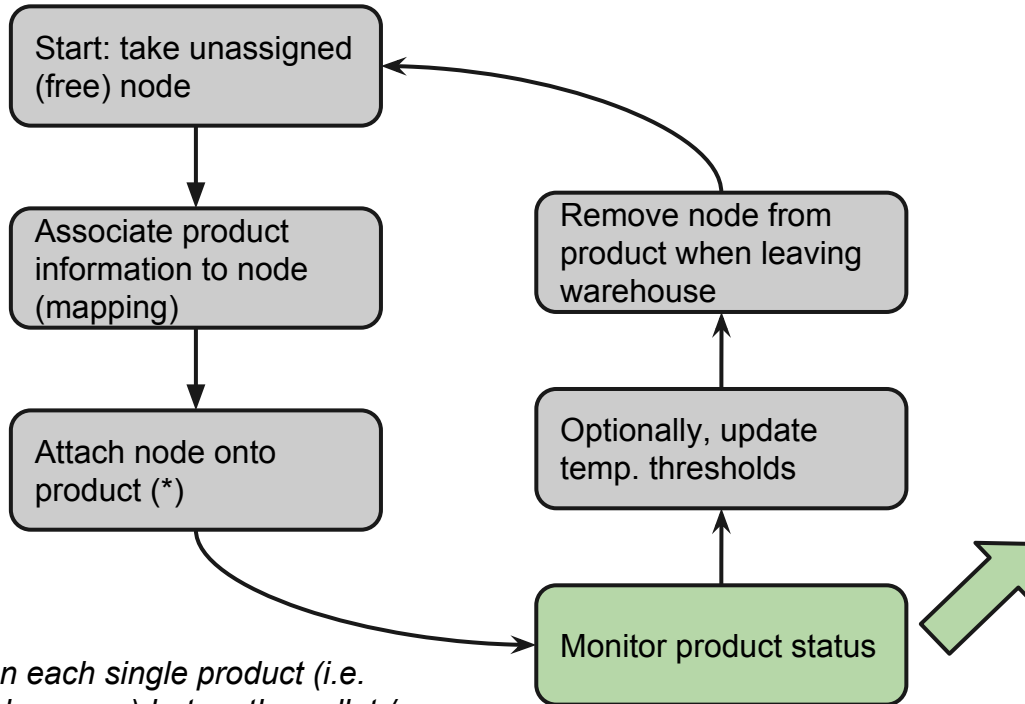 Start: take unassigned
(free) node
Associate product
information to node
(mapping)
Attach node onto
product (*)
Remove node from
product when leaving
warehouse
Optionally, update
temp. thresholds
Monitor product status
n each single product (i.e.